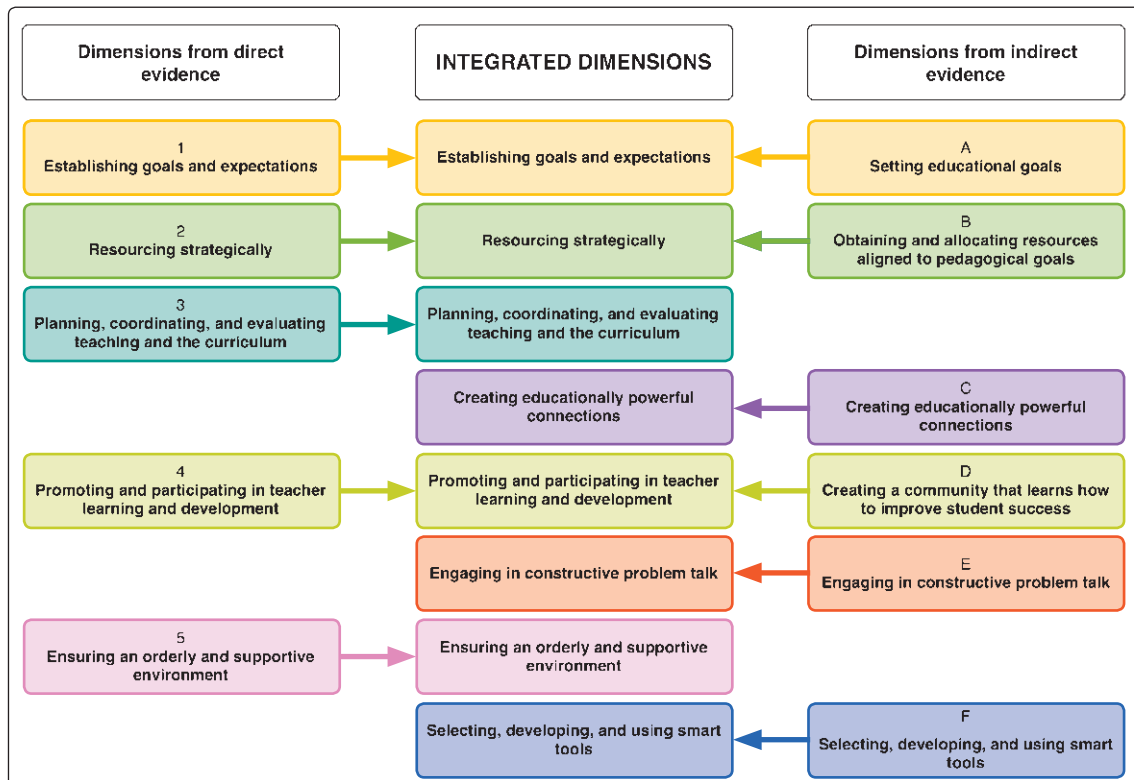 Dimensions from direct
evidence
INTEGRATED DIMENSIONS
Dimensions from indirect
evidence
1
Establishing goals and expectations
Establishing goals and expectations
A
Setting educational goals
2
Resourcing strategically
Resourcing strategically
B
Obtaining and allocating resources
aligned to pedagogical goals
3
Planning, coordinating, and evaluating
teaching and the curriculum
Planning, coordinating, and evaluating
teaching and the curriculum
Creating educationally powerful
connections
C
Creating educationally powerful
connections
4
Promoting and participating in teacher
learning and development
Promoting and participating in teacher
learning and development
D
Creating a community that learns how
to improve student success
Engaging in constructive problem talk
E
Engaging in constructive problem talk
5
Ensuring an orderly and supportive
environment
Ensuring an orderly and supportive
environment
Selecting, developing, and using smart
tools
F
Selecting, developing, and using smart
tools